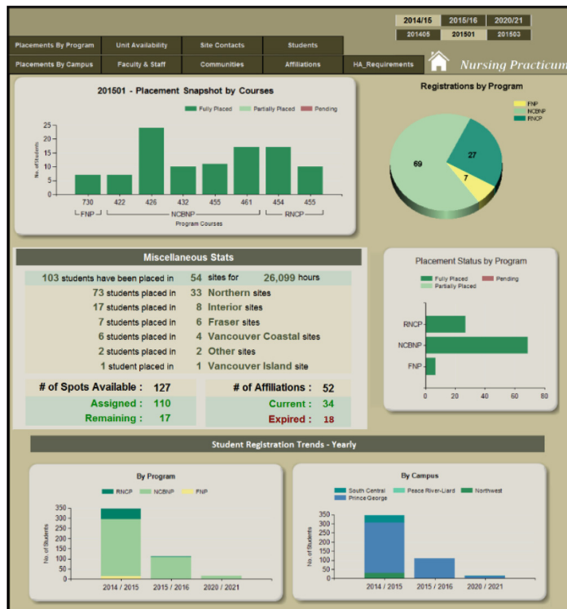 2014/15 2015/16 2020/21
201405 201501 201503
Placements By Program Unit Availability Site Contacts Students
Placements By Campus Faculty & Staff Communities Affiliations HA_Requirements Nursing Practicum
201501 - Placement Snapshot by Courses
Fully Placed Partially Placed Pending
No. of Students
25
20
15
10
5
0
730 422 426 432 455 461 454 455
FNP NCBNP RNCP
Program Courses
Registrations by Program
FNP
NCBNP
RNCP
69
27
7
Miscellaneous Stats
103 students have been placed in 54 sites for 26,099 hours
73 students placed in 33 Northern sites
17 students placed in 8 Interior sites
7 students placed in 6 Fraser sites
6 students placed in 4 Vancouver Coastal sites
2 students placed in 2 Other sites
1 student placed in 1 Vancouver Island site
# of Spots Available : 127 # of Affiliations : 52
Assigned : 110 Current : 34
Remaining : 17 Expired : 18
Placement Status by Program
Fully Placed Pending
Partially Placed
RNCP
NCBNP
FNP
0 20 40 60 80
Student Registration Trends - Yearly
By Program
RNCP NCBNP FNP
No. of Students
350
300
250
200
150
100
50
0
2014 / 2015 2015 / 2016 2020 / 2021
By Campus
South Central Peace River-Liard Northwest
Prince George
No. of Students
350
300
250
200
150
100
50
0
2014 / 2015 2015 / 2016 2020 / 2021